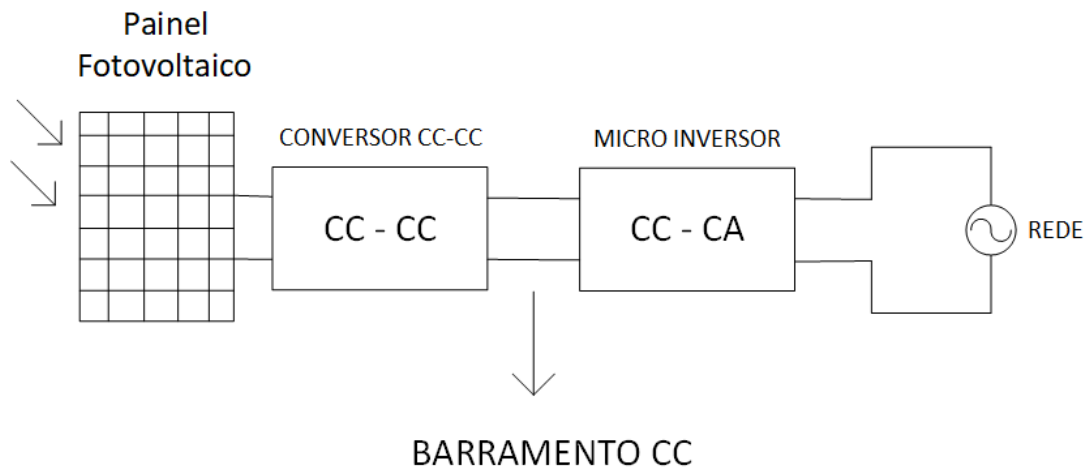 Painel
Fotovoltaico
CONVERSOR CC-CC
MICRO INVERSOR
CC - CC
CC - CA
REDE
BARRAMENTO CC